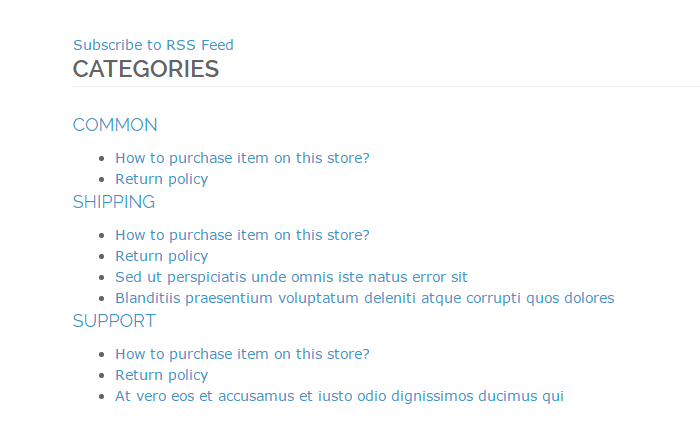 Subscribe to RSS Feed
CATEGORIES
COMMON
How to purchase item on this store?
Return policy
SHIPPING
How to purchase item on this store?
Return policy
Sed ut perspiciatis unde omnis iste natus error sit
Blanditiis praesentium voluptatum deleniti atque corrupti quos dolores
SUPPORT
How to purchase item on this store?
Return policy
At vero eos et accusamus et iusto odio dignissimos ducimus qui